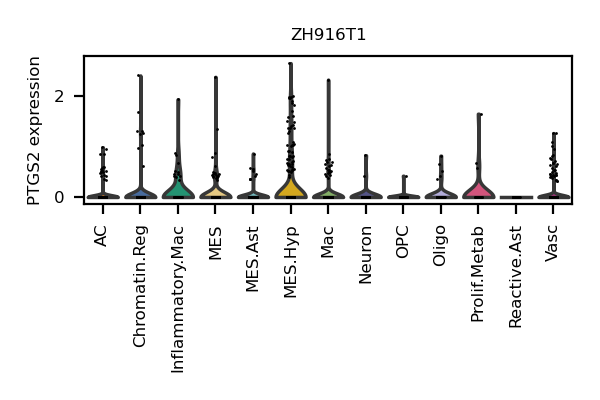 ZH916T1
PTGS2 expression
2
0
AC
Chromatin.Reg
Inflammatory.Mac
MES
MES.Ast
MES.Hyp
Mac
Neuron
OPC
Oligo
Prolif.Metab
Reactive.Ast
Vasc